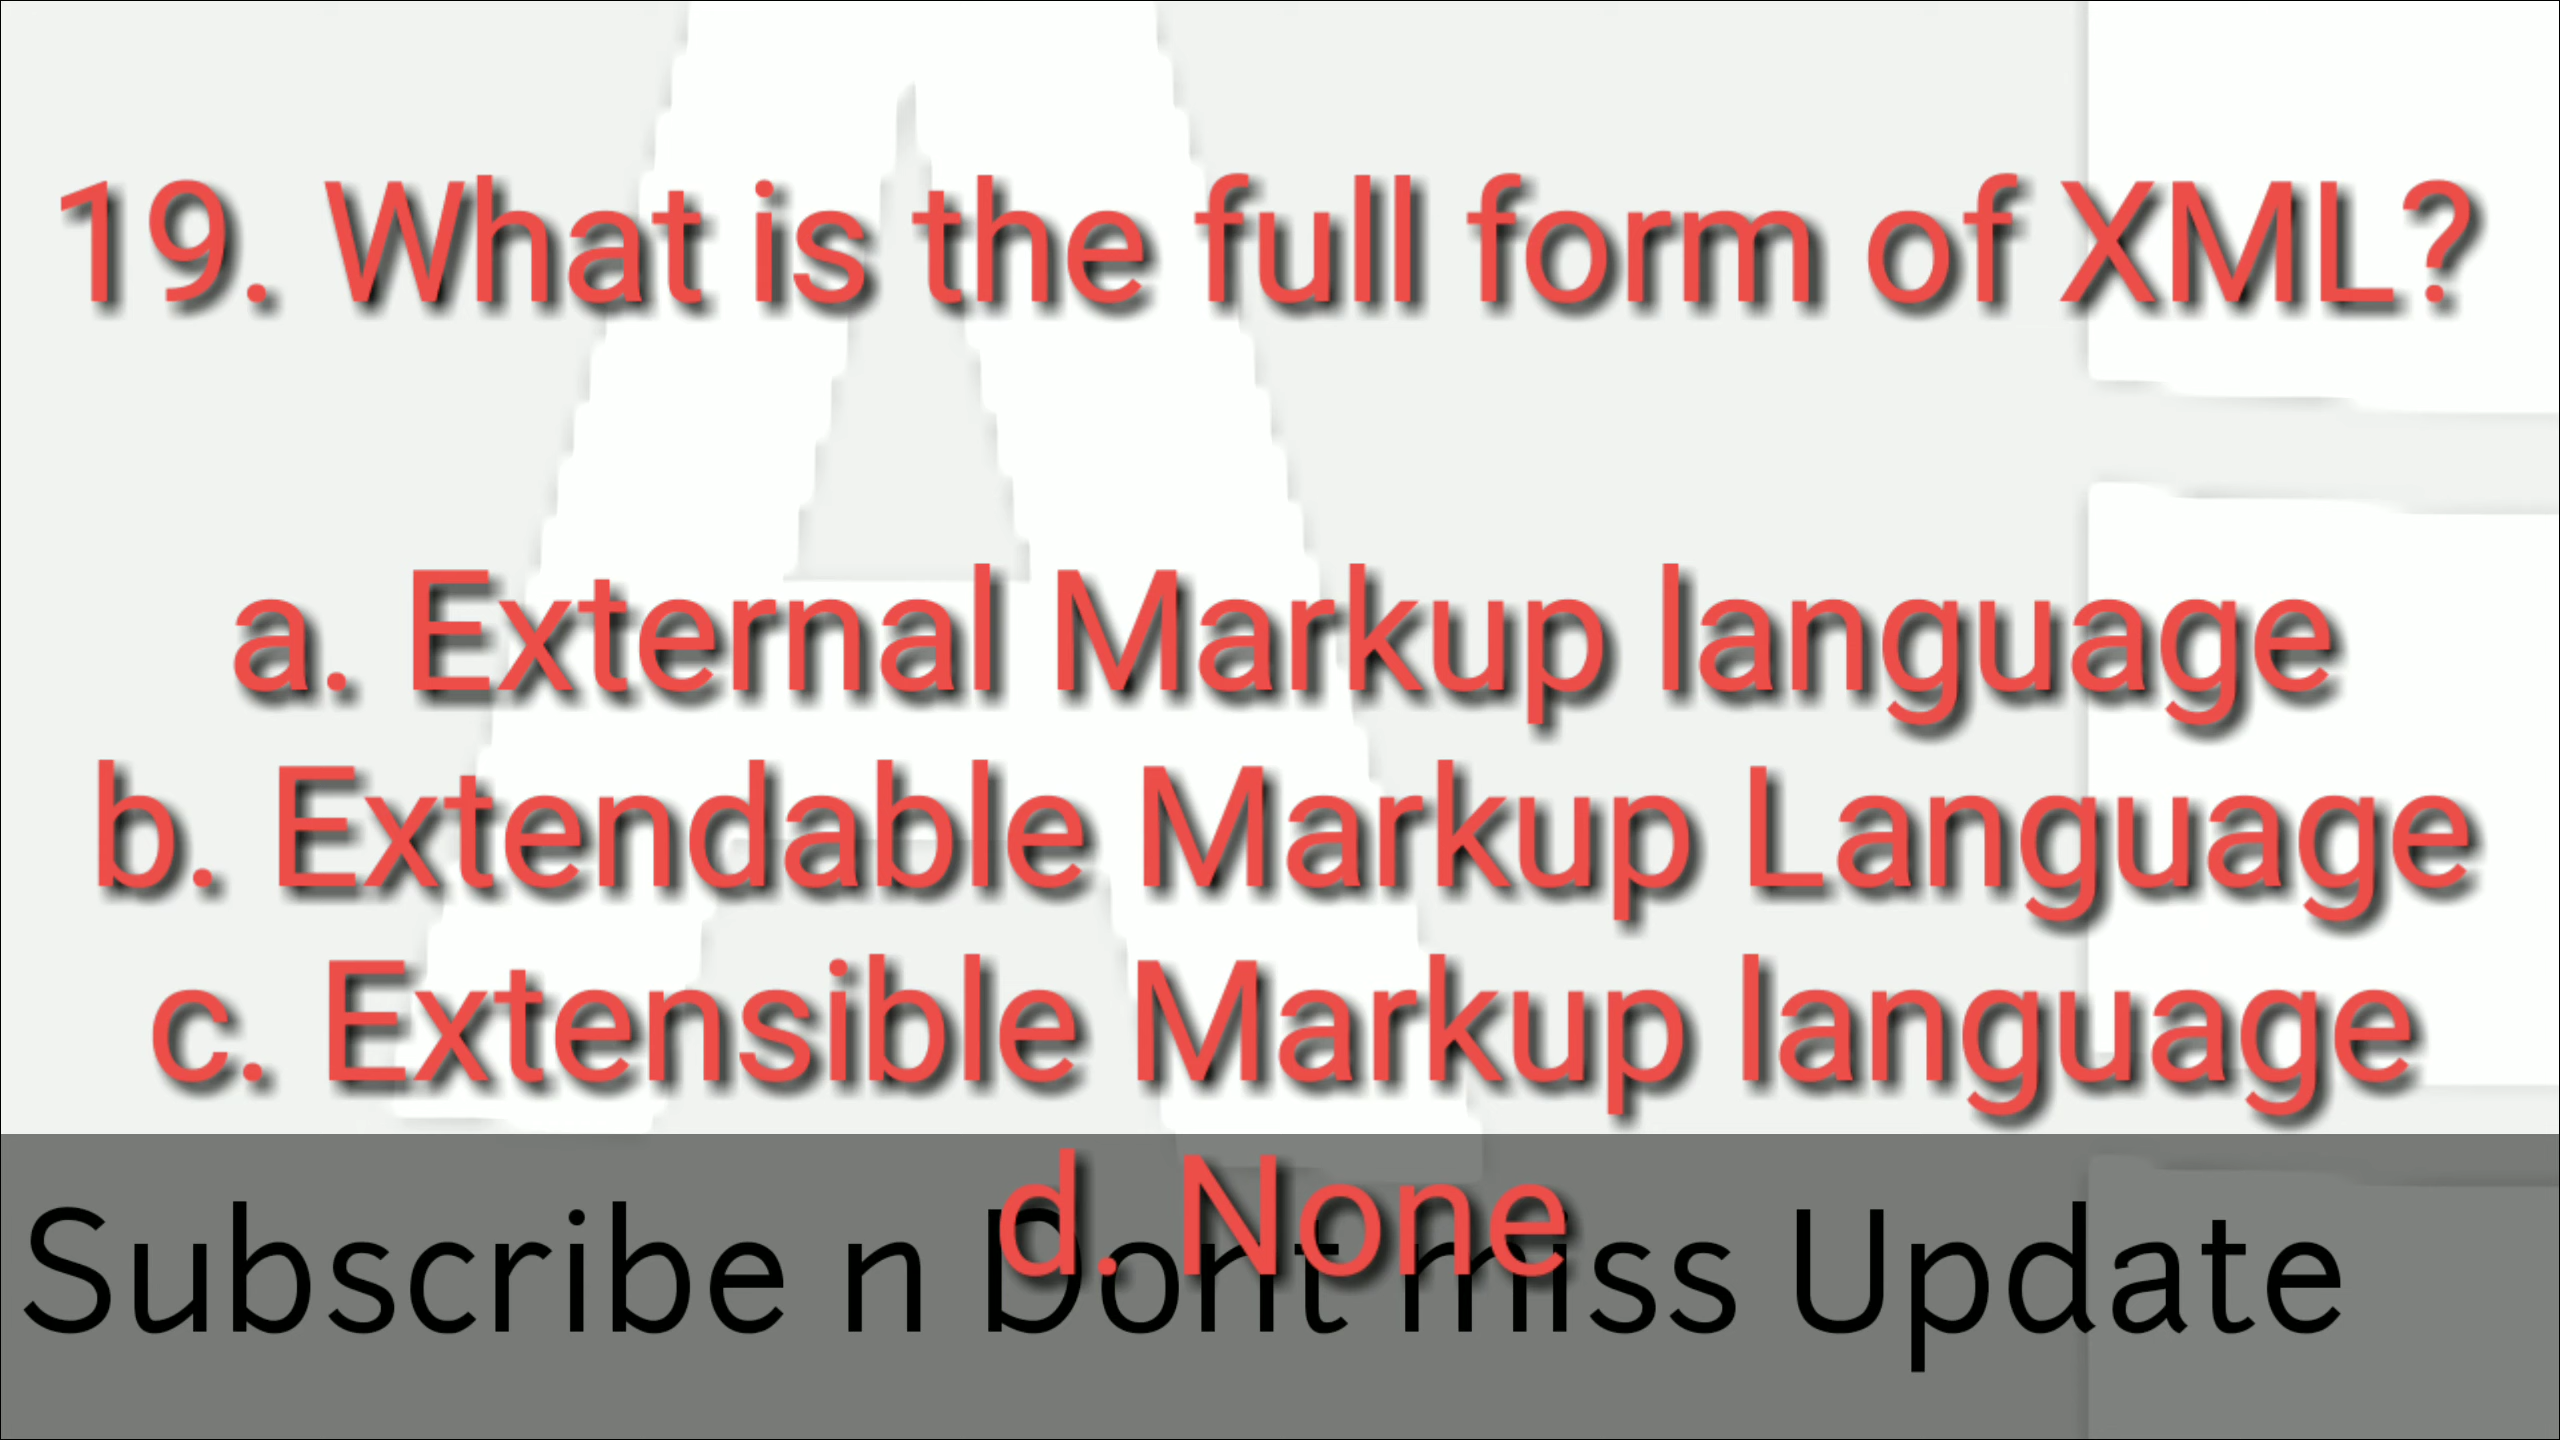 19. What is the full form of XML?
a. External Markup language
b. Extendable Markup Language
c. Extensible Markup language
d. None
Subscribe n Dont miss Update